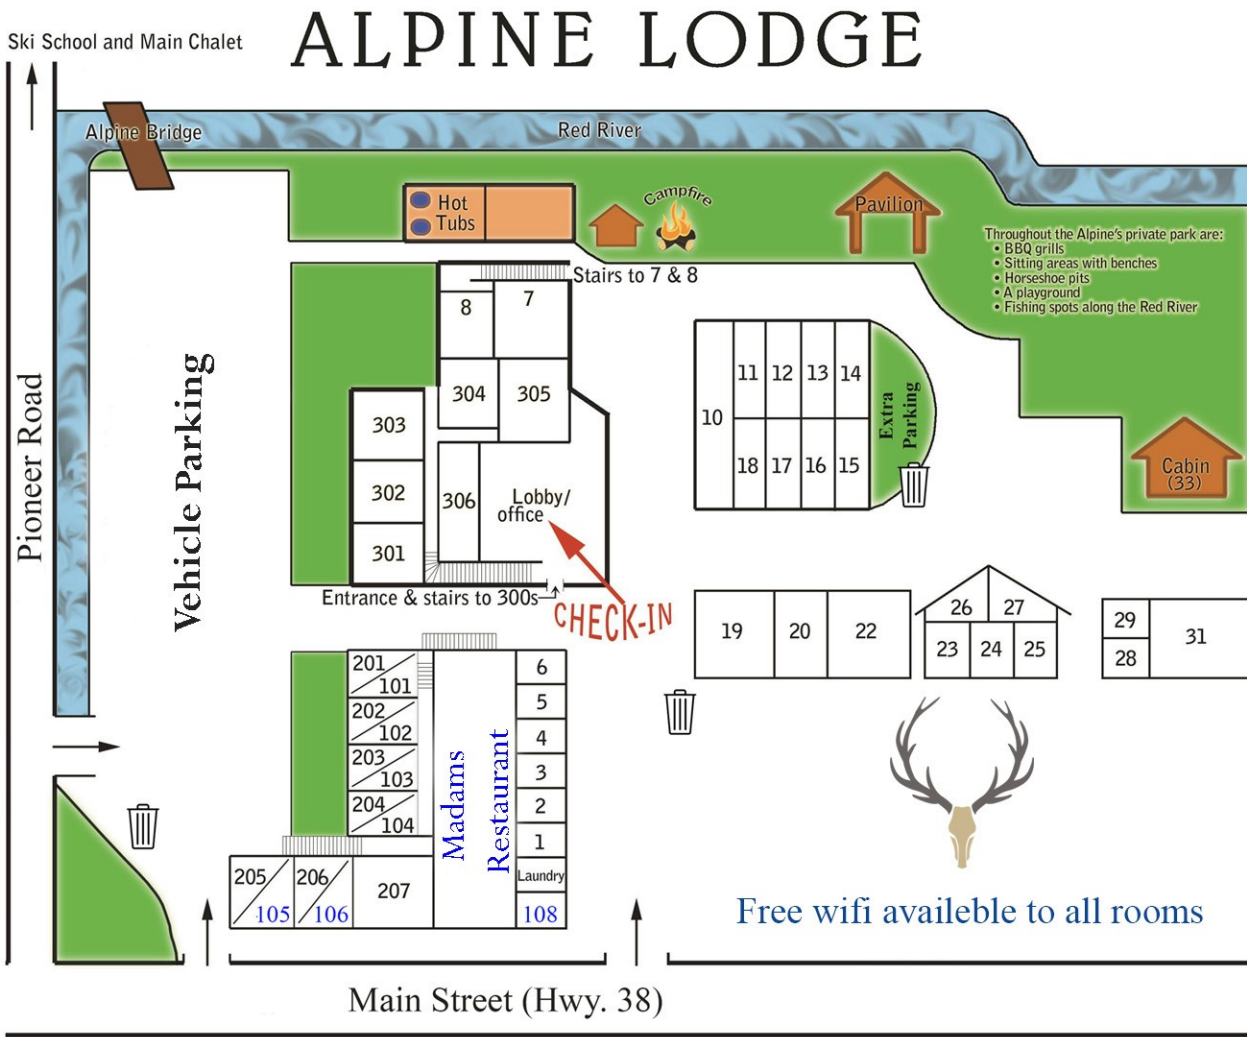 ALPINE LODGE
Ski School and Main Chalet
Alpine Bridge
Red River
Hot
Tubs
Campfire
Pavilion
Throughout the Alpine's private park are:
• BBQ grills
• Sitting areas with benches
• Horseshoe pits
• A playground
• Fishing spots along the Red River
Stairs to 7 & 8
8
7
304
305
303
302
301
306
Lobby/
office
Entrance & stairs to 300s
CHECK-IN
Pioneer Road
Vehicle Parking
10
11
12
13
14
18
17
16
15
Extra
Parking
Cabin
(33)
19
20
22
26
27
23
24
25
29
28
31
201
101
202
102
203
103
204
104
205
105
206
106
207
Madams
Restaurant
6
5
4
3
2
1
Laundry
108
Free wifi availeble to all rooms
Main Street (Hwy. 38)